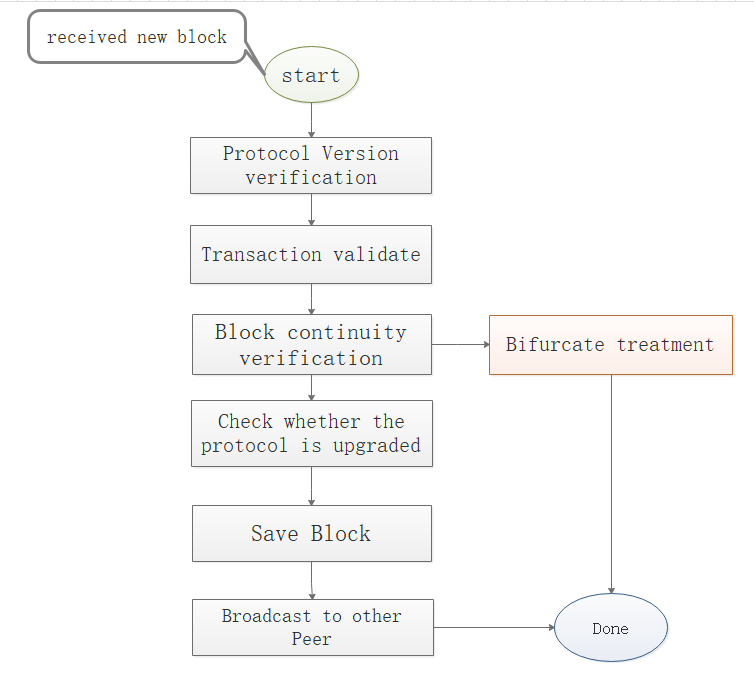 received new block
start
Protocol Version
verification
Transaction validate
Block continuity
verification
Bifurcate treatment
Check whether the
protocol is upgraded
Save Block
Broadcast to other
Peer
Done